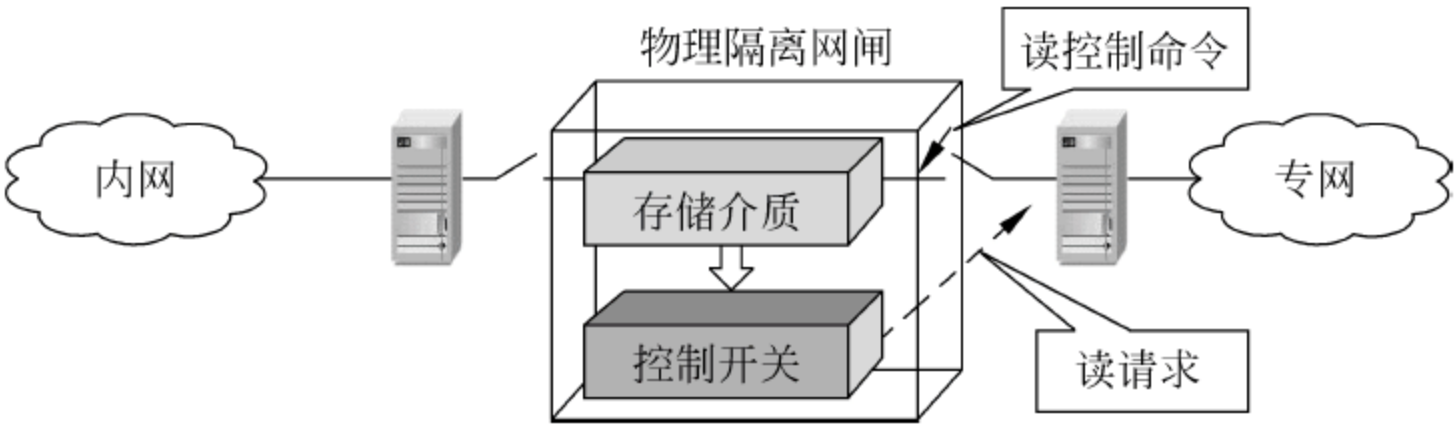 物理隔离网闸
读控制命令
内网
存储介质
专网
控制开关
读请求